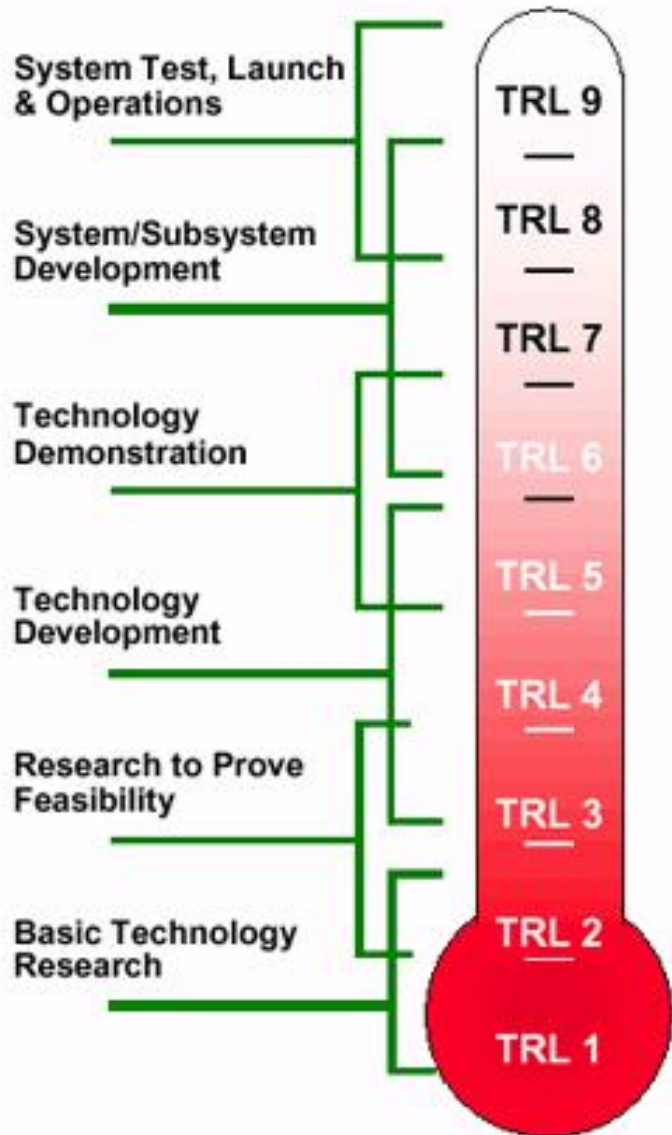 System Test, Launch
& Operations
System/Subsystem
Development
Technology
Demonstration
Technology
Development
Research to Prove
Feasibility
Basic Technology
Research
TRL 9
TRL 8
TRL 7
TRL 6
TRL 5
TRL 4
TRL 3
TRL 2
TRL 1